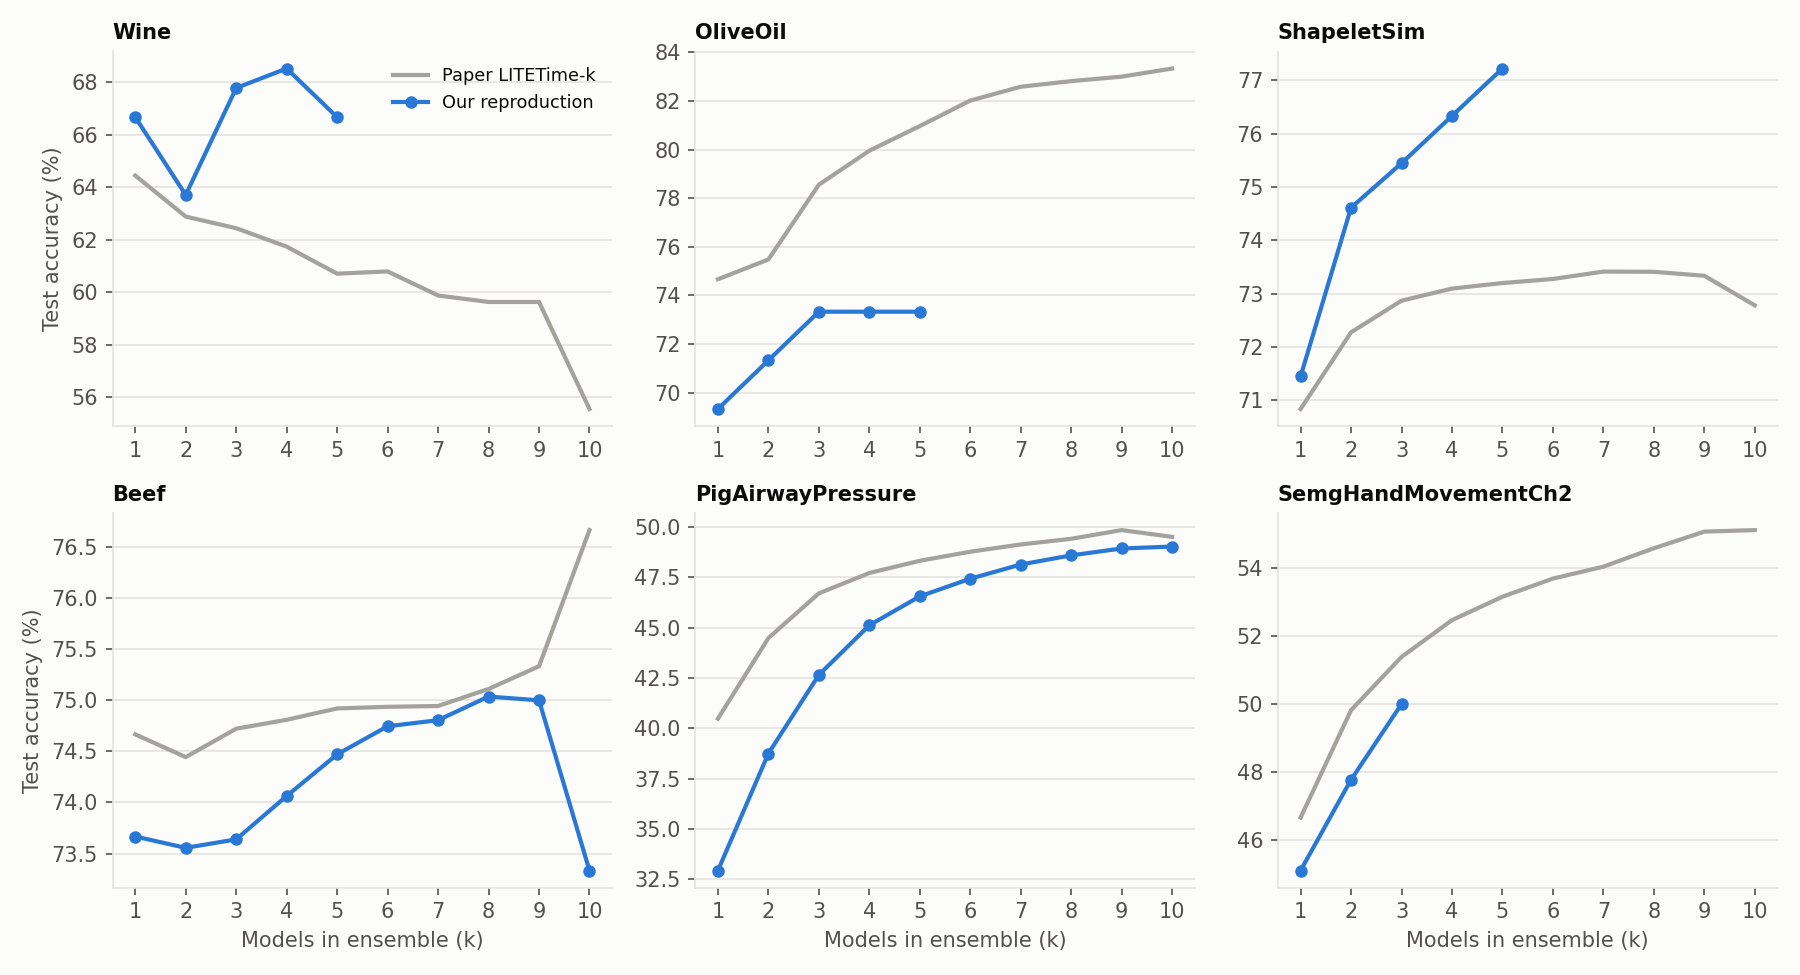 Wine
OliveOil
ShapeletSim
Paper LITETime-k
Our reproduction
Test accuracy (%)
68
66
64
62
60
58
56
1 2 3 4 5 6 7 8 9 10
84
82
80
78
76
74
72
70
1 2 3 4 5 6 7 8 9 10
77
76
75
74
73
72
71
1 2 3 4 5 6 7 8 9 10
Beef
PigAirwayPressure
SemgHandMovementCh2
Test accuracy (%)
76.5
76.0
75.5
75.0
74.5
74.0
73.5
1 2 3 4 5 6 7 8 9 10
Models in ensemble (k)
50.0
47.5
45.0
42.5
40.0
37.5
35.0
32.5
1 2 3 4 5 6 7 8 9 10
Models in ensemble (k)
54
52
50
48
46
1 2 3 4 5 6 7 8 9 10
Models in ensemble (k)